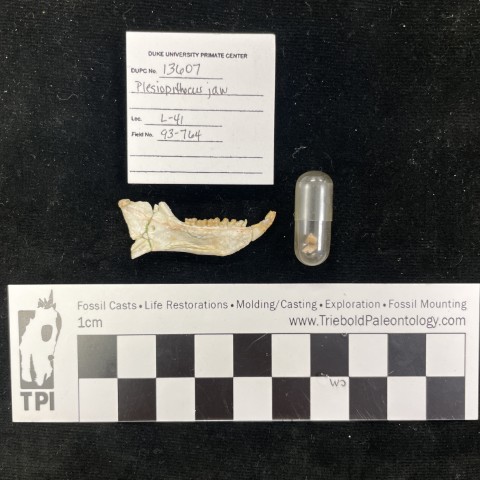 DUKE UNIVERSITY PRIMATE CENTER
DUPC No. 13607
Plesiopithecus jaw
Loc. L-41
Field No. 93-764
Fossil Casts • Life Restorations • Molding/Casting • Exploration • Fossil Mounting
1cm www.TrieboldPaleontology.com
TPI
CM